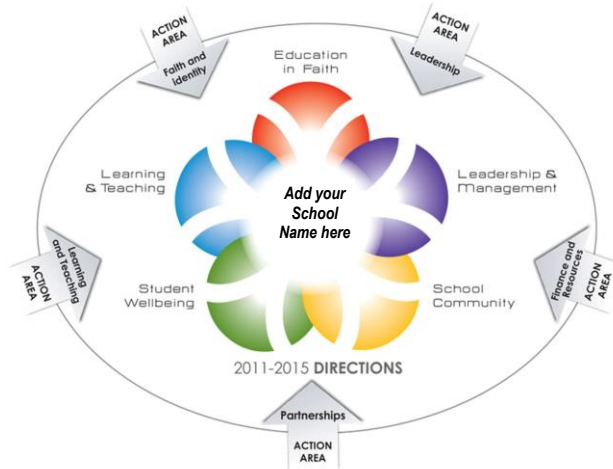 ACTION
AREA
Faith and
identity
ACTION
AREA
Leadership
Education
in Faith
Learning
& Teaching
Leadership &
Management
Add your
School
Name here
Learning
and Teaching
ACTION
AREA
Student
Wellbeing
School
Community
Finance and
Resources
ACTION
AREA
2011-2015 DIRECTIONS
Partnerships
ACTION
AREA